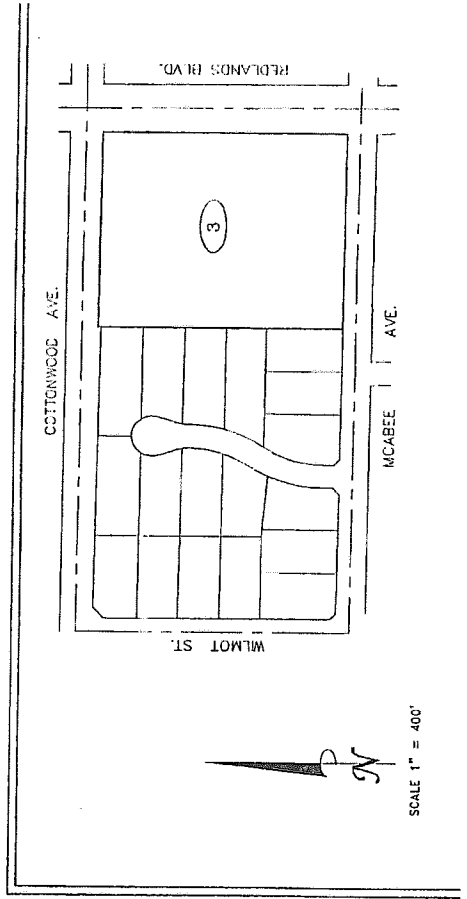 COTTONWOOD AVE.
REDLANDS BLVD.
3
WILMOT ST.
MCABEE AVE.
N
SCALE 1" = 400'